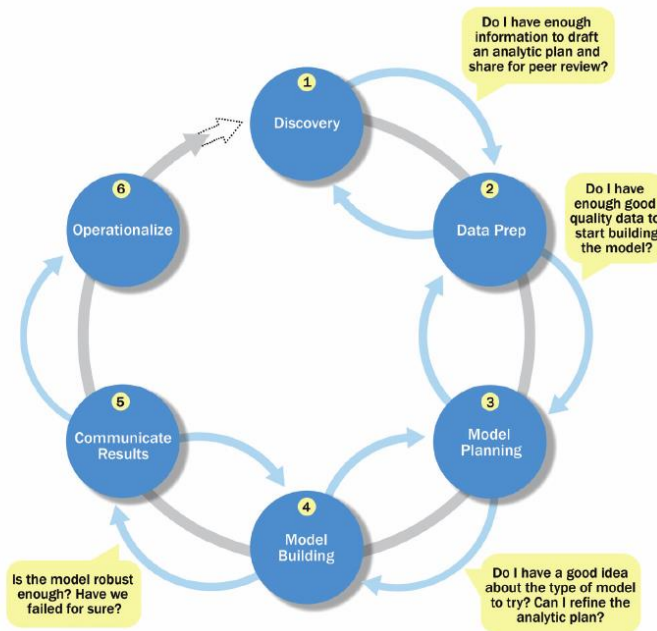 Do I have enough
information to draft
an analytic plan and
share for peer review?
1
Discovery
6
Operationalize
2
Data Prep
Do I have
enough good
quality data to
start building
the model?
5
Communicate
Results
3
Model
Planning
4
Model
Building
Is the model robust
enough? Have we
failed for sure?
Do I have a good idea
about the type of model
to try? Can I refine the
analytic plan?